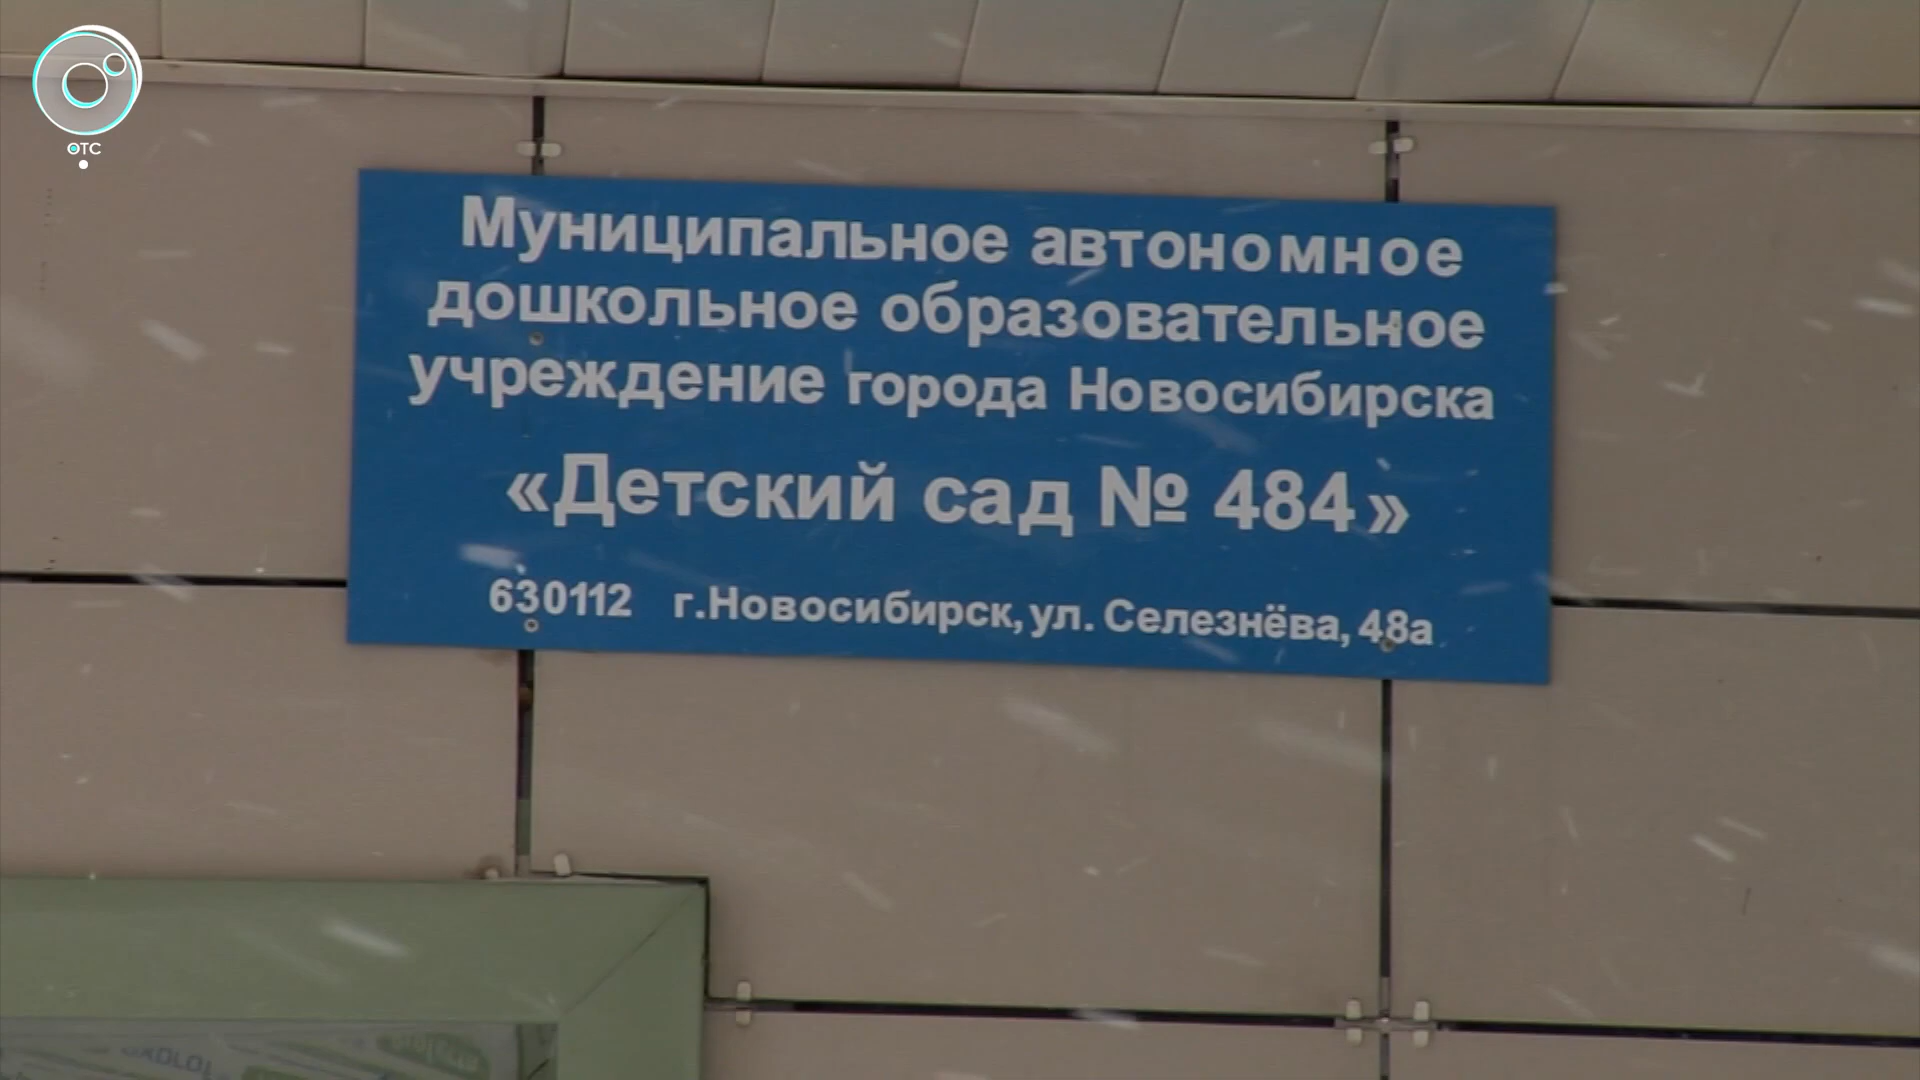 ОТС
Муниципальное автономное
дошкольное образовательное
учреждение города Новосибирска
«Детский сад № 484»
630112 г.Новосибирск, ул. Селезнёва, 48а